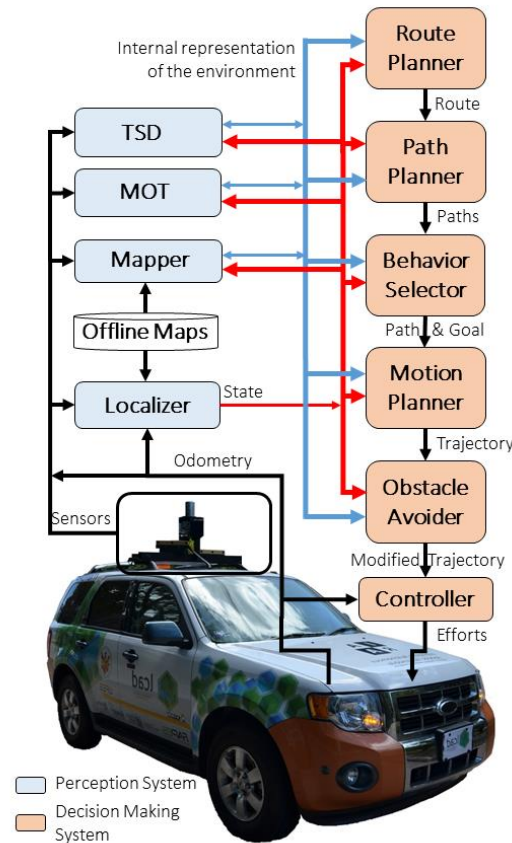 Internal representation
of the environment
Route
Planner
Route
TSD
Path
Planner
MOT
Paths
Mapper
Behavior
Selector
Offline Maps
Path & Goal
State
Localizer
Motion
Planner
Trajectory
Odometry
Obstacle
Avoider
Sensors
Modified Trajectory
Controller
Efforts
lcad
Perception System
Decision Making
System